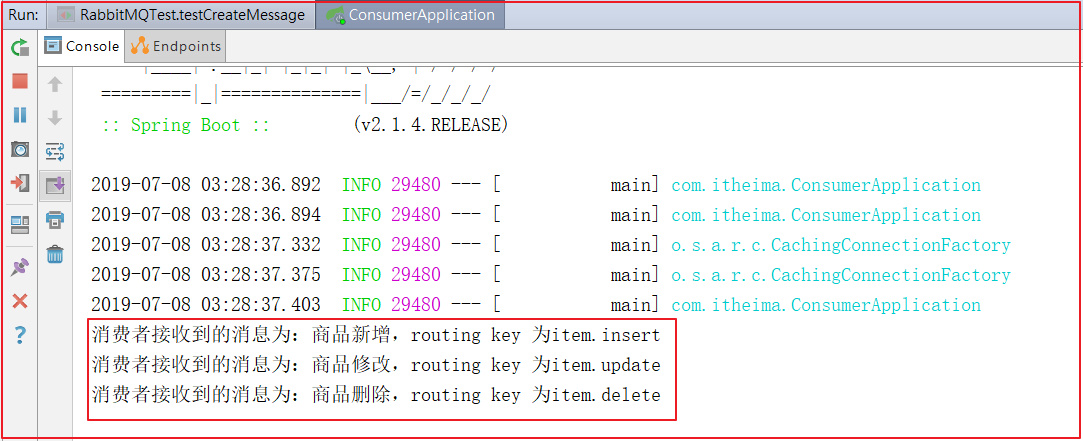 Run: RabbitMQTest.testCreateMessage ConsumerApplication
Console Endpoints
=========|_|==============|___/=/_/_/_/
:: Spring Boot :: (v2.1.4.RELEASE)
2019-07-08 03:28:36.892 INFO 29480 --- [ main] com.itheima.ConsumerApplication
2019-07-08 03:28:36.894 INFO 29480 --- [ main] com.itheima.ConsumerApplication
2019-07-08 03:28:37.332 INFO 29480 --- [ main] o.s.a.r.c.CachingConnectionFactory
2019-07-08 03:28:37.375 INFO 29480 --- [ main] o.s.a.r.c.CachingConnectionFactory
2019-07-08 03:28:37.403 INFO 29480 --- [ main] com.itheima.ConsumerApplication
消费者接收到的消息为：商品新增，routing key 为item.insert
消费者接收到的消息为：商品修改，routing key 为item.update
消费者接收到的消息为：商品删除，routing key 为item.delete